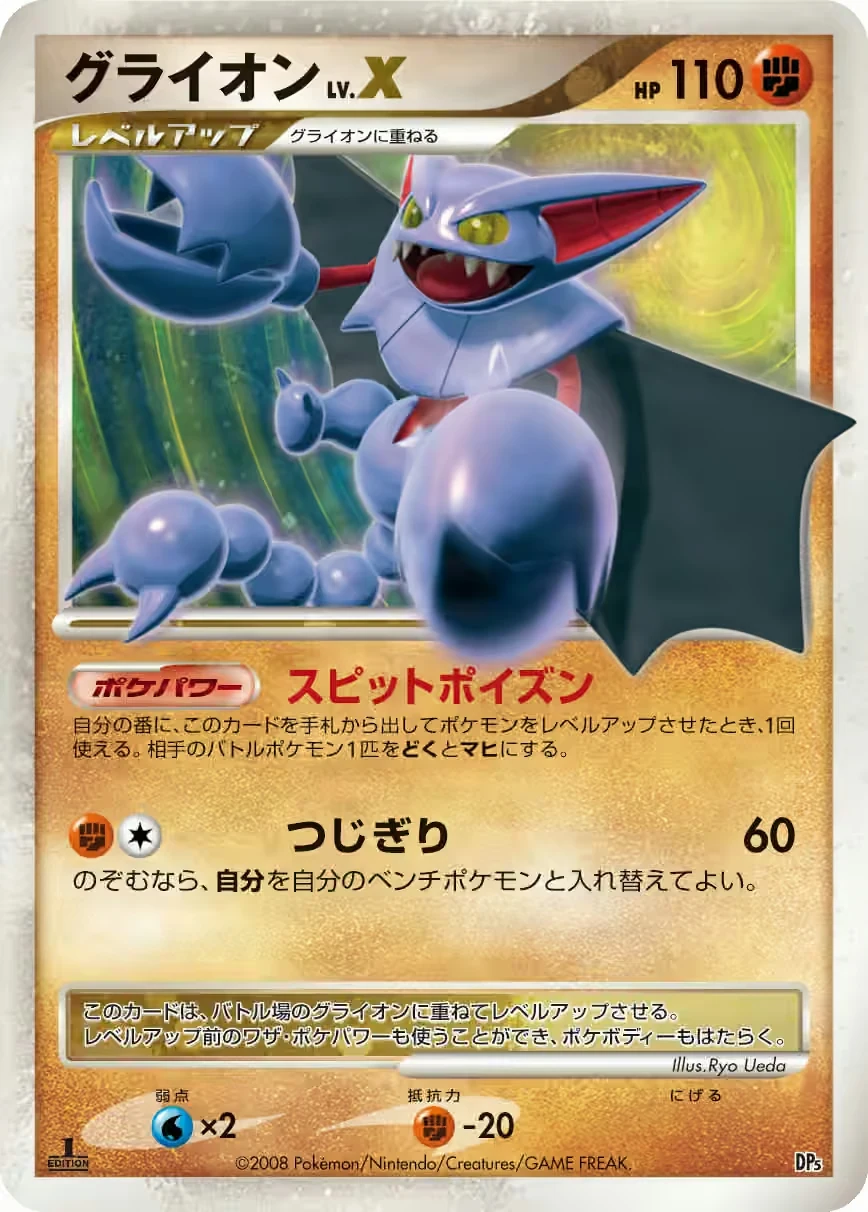 グライオン LV.X HP 110
レベルアップ グライオンに重ねる
ポケパワー スピットポイズン
自分の番に、このカードを手札から出してポケモンをレベルアップさせたとき、1回
使える。相手のバトルポケモン1匹をどくとマヒにする。
つじぎり 60
のぞむなら、自分を自分のベンチポケモンと入れ替えてよい。
このカードは、バトル場のグライオンに重ねてレベルアップさせる。
レベルアップ前のワザ・ポケパワーも使うことができ、ポケボディーもはたらく。
Illus.Ryo Ueda
弱点 抵抗力 にげる
×2 -20
1 EDITION ©2008 Pokémon/Nintendo/Creatures/GAME FREAK. DP5